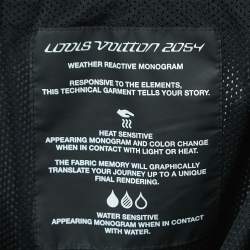 LOUIS VUITTON 2054
WEATHER REACTIVE MONOGRAM
RESPONSIVE TO THE ELEMENTS,
THIS TECHNICAL GARMENT TELLS YOUR STORY.
HEAT SENSITIVE
APPEARING MONOGRAM AND COLOR CHANGE
WHEN IN CONTACT WITH LIGHT OR HEAT.
THE FABRIC MEMORY WILL GRAPHICALLY
TRANSLATE YOUR JOURNEY UP TO A UNIQUE
FINAL RENDERING.
WATER SENSITIVE
APPEARING MONOGRAM WHEN IN CONTACT
WITH WATER.